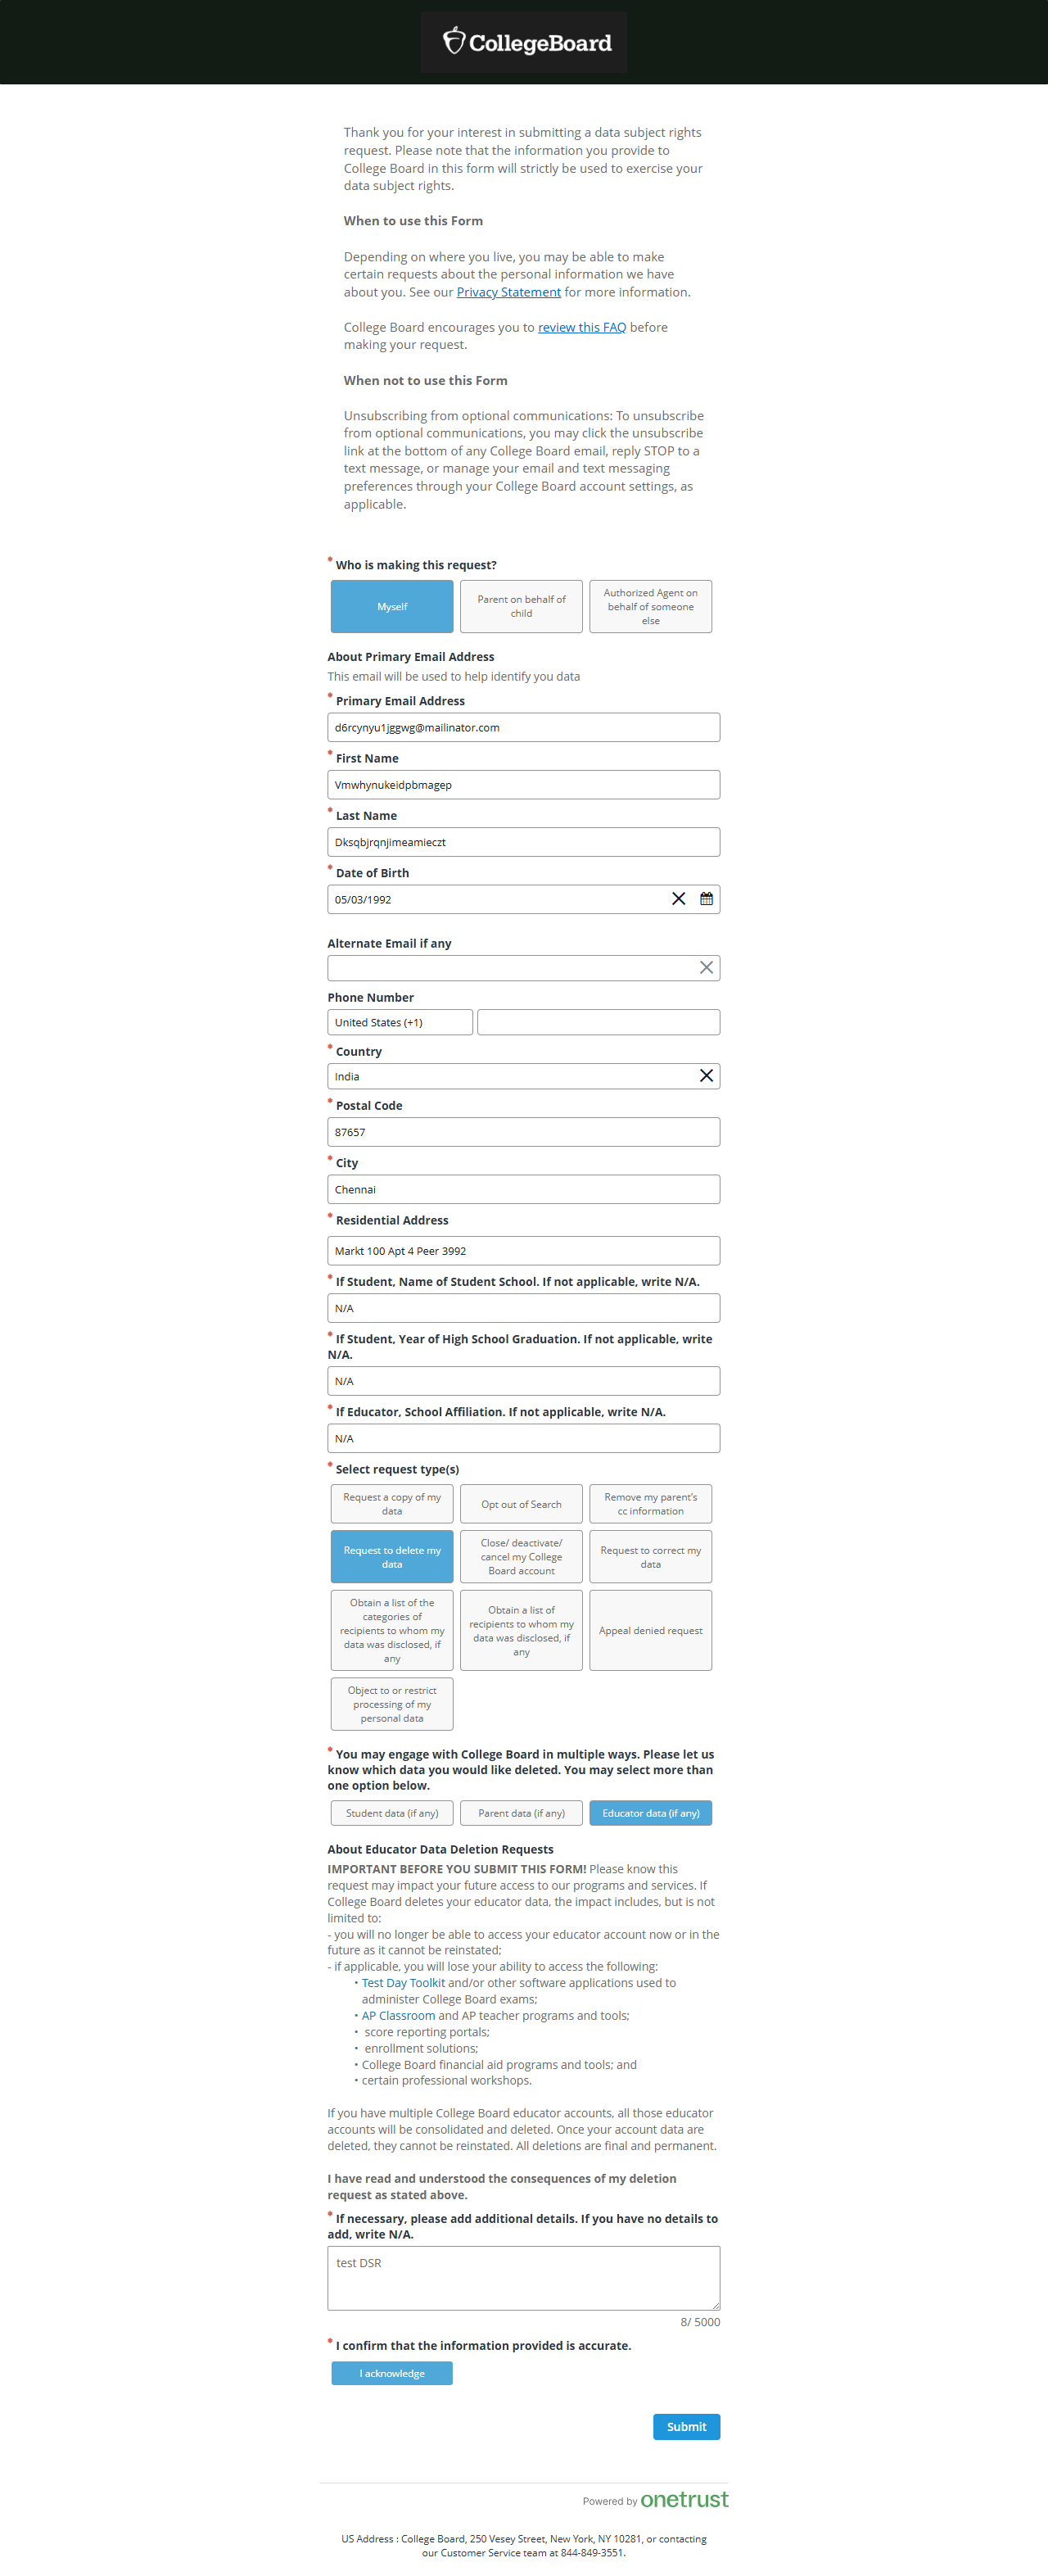 CollegeBoard
Thank you for your interest in submitting a data subject rights
request. Please note that the information you provide to
College Board in this form will strictly be used to exercise your
data subject rights.
When to use this Form
Depending on where you live, you may be able to make
certain requests about the personal information we have
about you. See our Privacy Statement for more information.
College Board encourages you to review this FAQ before
making your request.
When not to use this Form
Unsubscribing from optional communications: To unsubscribe
from optional communications, you may click the unsubscribe
link at the bottom of any College Board email, reply STOP to a
text message, or manage your email and text messaging
preferences through your College Board account settings, as
applicable.
* Who is making this request?
Myself
Parent on behalf of
child
Authorized Agent on
behalf of someone
else
About Primary Email Address
This email will be used to help identify you data
* Primary Email Address
d6rcynyu1jggwg@mailinator.com
* First Name
Vmwhynukeidpbmagep
* Last Name
Dksqbjrqnjimeamieczt
* Date of Birth
05/03/1992
Alternate Email if any
Phone Number
United States (+1)
* Country
India
* Postal Code
87657
* City
Chennai
* Residential Address
Markt 100 Apt 4 Peer 3992
* If Student, Name of Student School. If not applicable, write N/A.
N/A
* If Student, Year of High School Graduation. If not applicable, write
N/A.
N/A
* If Educator, School Affiliation. If not applicable, write N/A.
N/A
* Select request type(s)
Request a copy of my
data
Opt out of Search
Remove my parent's
cc information
Request to delete my
data
Close/ deactivate/
cancel my College
Board account
Request to correct my
data
Obtain a list of the
categories of
recipients to whom my
data was disclosed, if
any
Obtain a list of
recipients to whom my
data was disclosed, if
any
Appeal denied request
Object to or restrict
processing of my
personal data
* You may engage with College Board in multiple ways. Please let us
know which data you would like deleted. You may select more than
one option below.
Student data (if any)
Parent data (if any)
Educator data (if any)
About Educator Data Deletion Requests
IMPORTANT BEFORE YOU SUBMIT THIS FORM! Please know this
request may impact your future access to our programs and services. If
College Board deletes your educator data, the impact includes, but is not
limited to:
- you will no longer be able to access your educator account now or in the
future as it cannot be reinstated;
- if applicable, you will lose your ability to access the following:
• Test Day Toolkit and/or other software applications used to
administer College Board exams;
• AP Classroom and AP teacher programs and tools;
• score reporting portals;
• enrollment solutions;
• College Board financial aid programs and tools; and
• certain professional workshops.
If you have multiple College Board educator accounts, all those educator
accounts will be consolidated and deleted. Once your account data are
deleted, they cannot be reinstated. All deletions are final and permanent.
I have read and understood the consequences of my deletion
request as stated above.
* If necessary, please add additional details. If you have no details to
add, write N/A.
test DSR
8/ 5000
* I confirm that the information provided is accurate.
I acknowledge
Submit
Powered by onetrust
US Address : College Board, 250 Vesey Street, New York, NY 10281, or contacting
our Customer Service team at 844-849-3551.